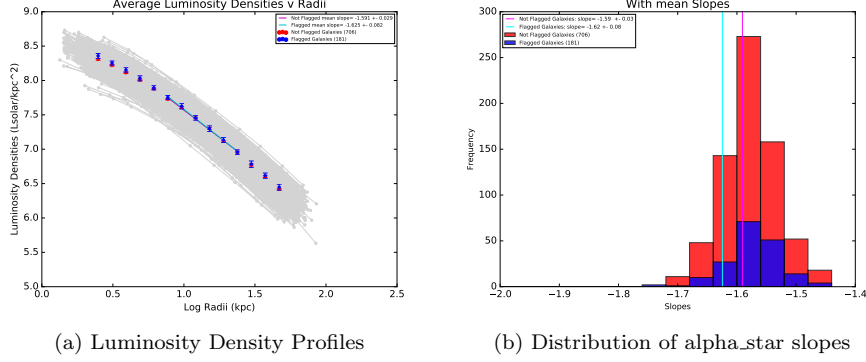 Average Luminosity Densities v Radii
Not Flagged mean slope= -1.591 +- 0.029
Flagged mean slope= -1.625 +- 0.082
Not Flagged Galaxies (706)
Flagged Galaxies (181)
Luminosity Densities (Lsolar/kpc^2)
9.0
8.5
8.0
7.5
7.0
6.5
6.0
5.5
5.0
0.0 0.5 1.0 1.5 2.0 2.5
Log Radii (kpc)
(a) Luminosity Density Profiles
With mean Slopes
Not Flagged Galaxies: slope= -1.59 +- 0.03
Flagged Galaxies: slope= -1.62 +- 0.08
Not Flagged Galaxies (706)
Flagged Galaxies (181)
Frequency
300
250
200
150
100
50
0
−2.0 −1.9 −1.8 −1.7 −1.6 −1.5 −1.4
Slopes
(b) Distribution of alpha_star slopes